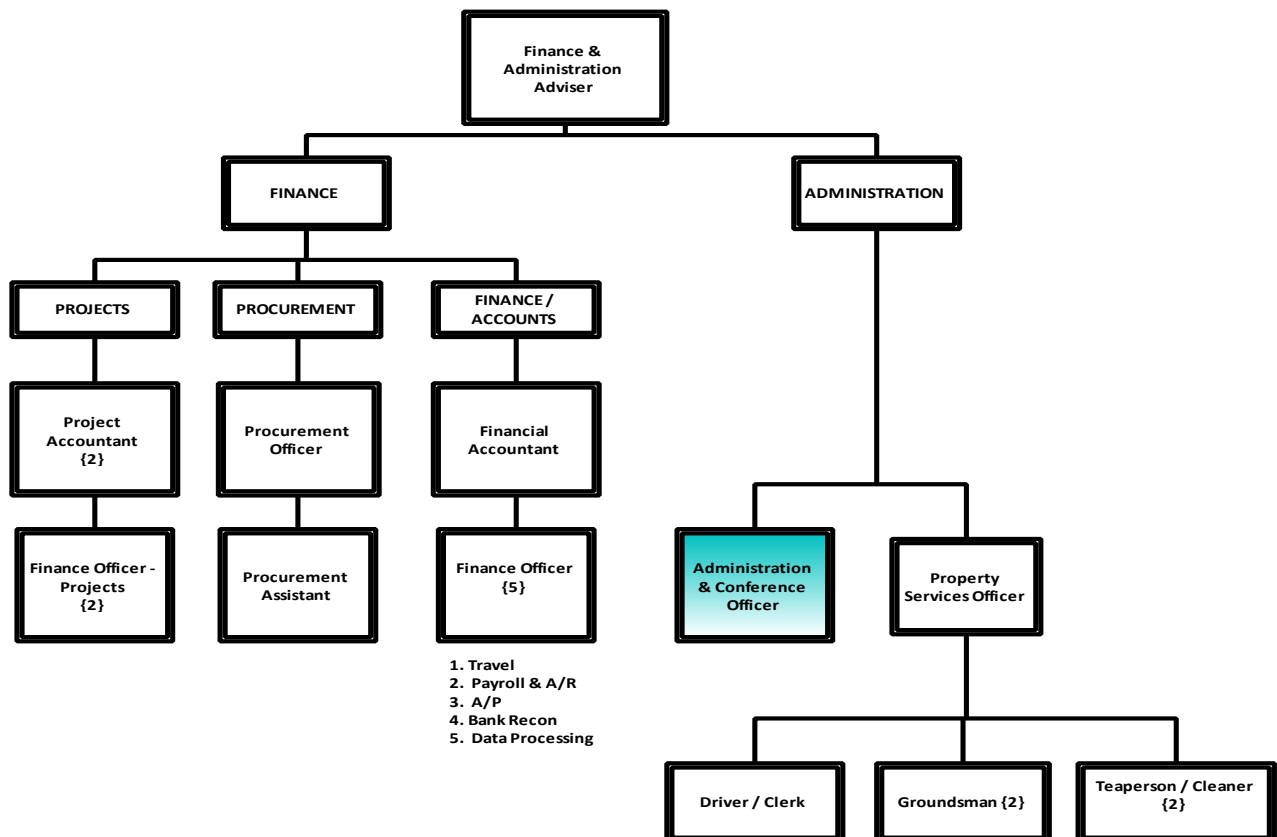 Finance &
Administration
Adviser
FINANCE
ADMINISTRATION
PROJECTS
PROCUREMENT
FINANCE /
ACCOUNTS
Project
Accountant
{2}
Procurement
Officer
Financial
Accountant
Finance Officer -
Projects
{2}
Procurement
Assistant
Finance Officer
{5}
Administration
& Conference
Officer
Property
Services Officer
1. Travel
2. Payroll & A/R
3. A/P
4. Bank Recon
5. Data Processing
Driver / Clerk
Groundsman {2}
Teaperson / Cleaner
{2}